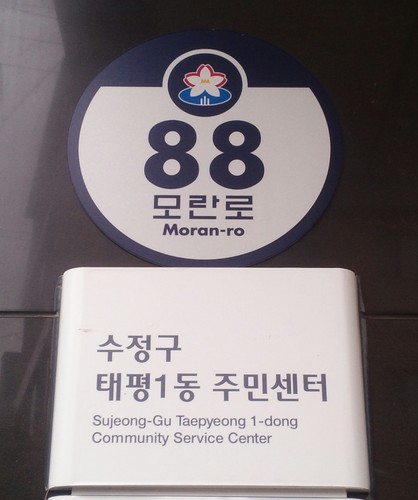 88
모란로
Moran-ro
수정구
태평1동 주민센터
Sujeong-Gu Taepyeong 1-dong
Community Service Center